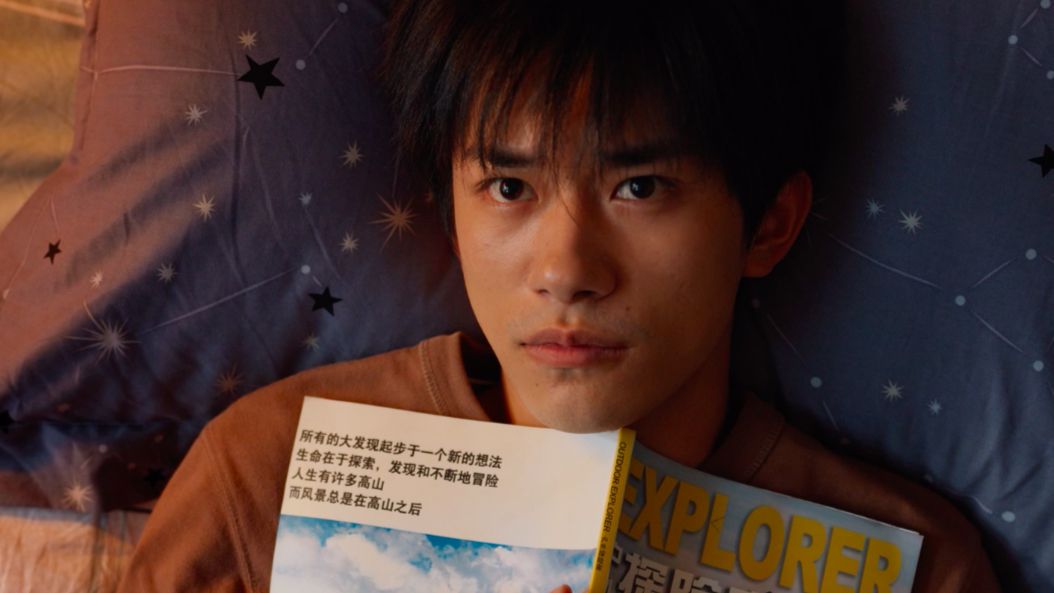 所有的大发现起步于一个新的想法
生命在于探索，发现和不断地冒险
人生有许多高山
而风景总是在高山之后
OUTDOOR EXPLORER
EXPLORER
探险